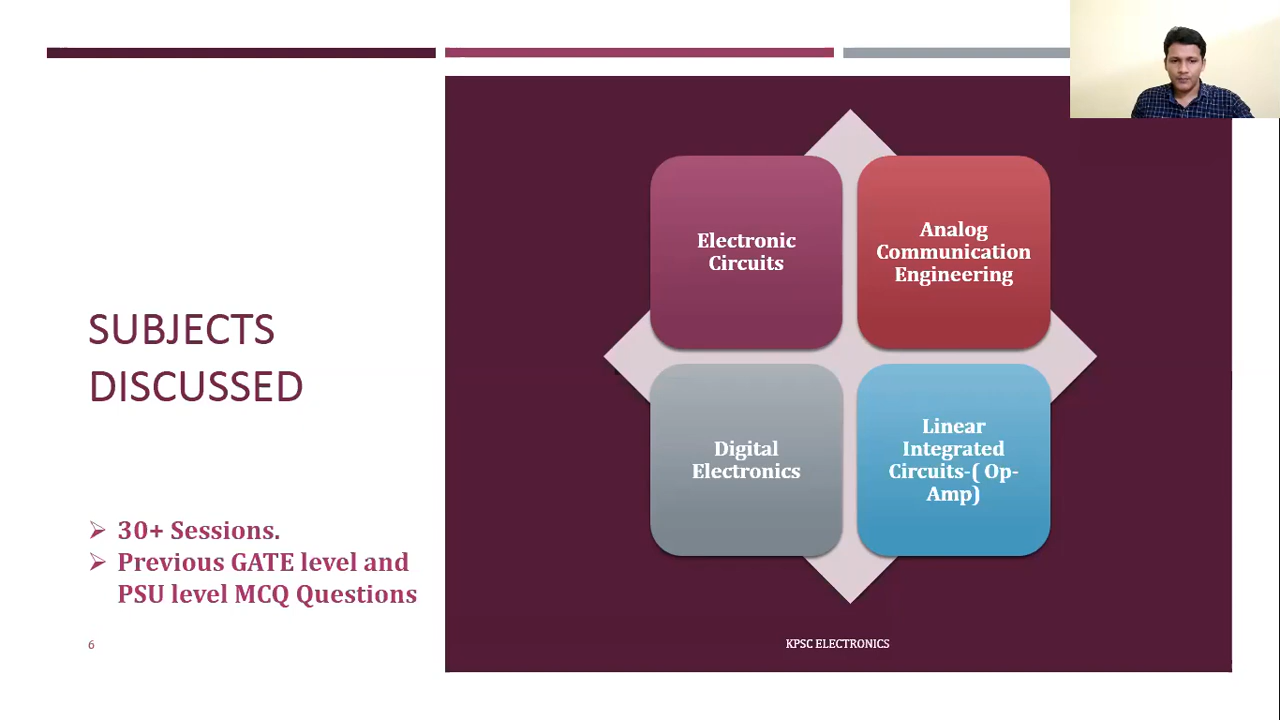 SUBJECTS
DISCUSSED
30+ Sessions.
Previous GATE level and
PSU level MCQ Questions
6
Electronic
Circuits
Analog
Communication
Engineering
Digital
Electronics
Linear
Integrated
Circuits-( Op-
Amp)
KPSC ELECTRONICS